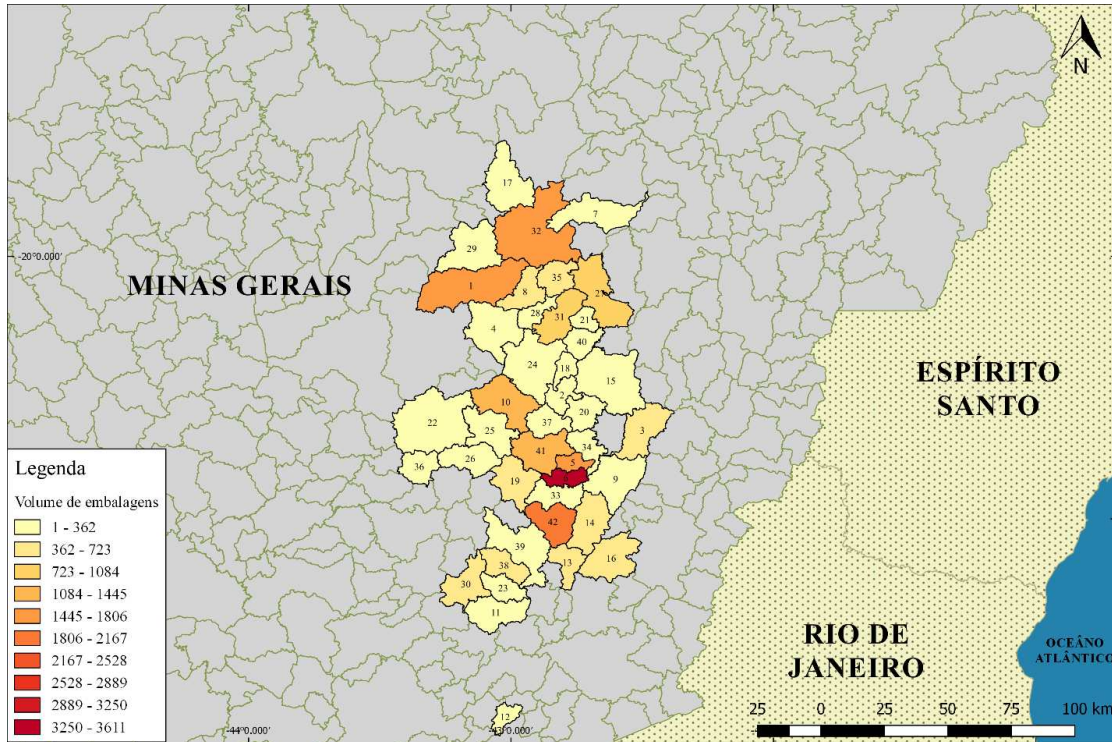 N
17
7
32
29
-20°0.000'
MINAS GERAIS
1
8
35
28
31
21
4
40
24
18
15
ESPÍRITO
SANTO
2
10
20
22
25
37
3
41
34
36
26
5
19
9
33
42
14
39
13
16
38
30
23
11
12
RIO DE
JANEIRO
OCEÂNO
ATLÂNTICO
Legenda
Volume de embalagens
1 - 362
362 - 723
723 - 1084
1084 - 1445
1445 - 1806
1806 - 2167
2167 - 2528
2528 - 2889
2889 - 3250
3250 - 3611
-44°0.000'
-43°0.000'
25 0 25 50 75 100 km